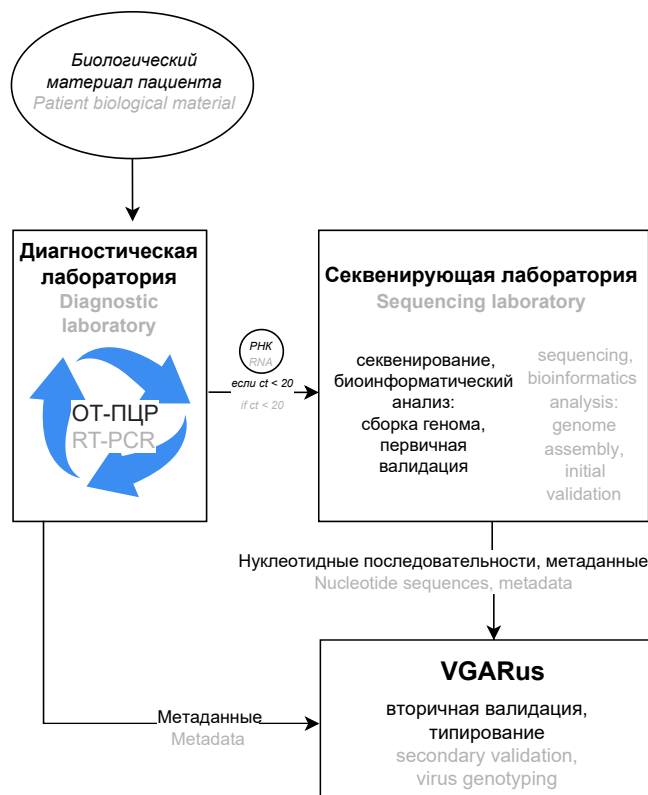 Биологический
материал пациента
Patient biological material
Диагностическая
лаборатория
Diagnostic
laboratory
ОТ-ПЦР
RT-PCR
РНК
RNA
если ct < 20
if ct < 20
Секвенирующая лаборатория
Sequencing laboratory
секвенирование,
биоинформатический
анализ:
сборка генома,
первичная
валидация
sequencing,
bioinformatics
analysis:
genome
assembly,
initial
validation
Нуклеотидные последовательности, метаданные
Nucleotide sequences, metadata
Метаданные
Metadata
VGARus
вторичная валидация,
типирование
secondary validation,
virus genotyping